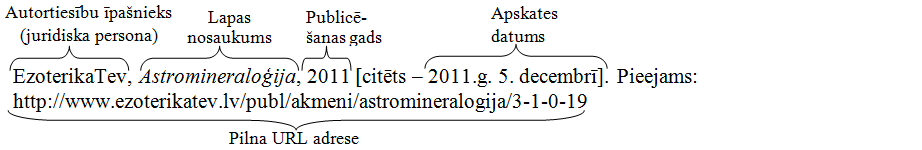 Autortiesību īpašnieks
(juridiska persona)
Lapas
nosaukums
Publicē-
šanas gads
Apskates
datums
EzoterikaTev, Astromineraloģija, 2011 [citēts – 2011.g. 5. decembrī]. Pieejams:
http://www.ezoterikatev.lv/publ/akmeni/astromineralogija/3-1-0-19
Pilna URL adrese